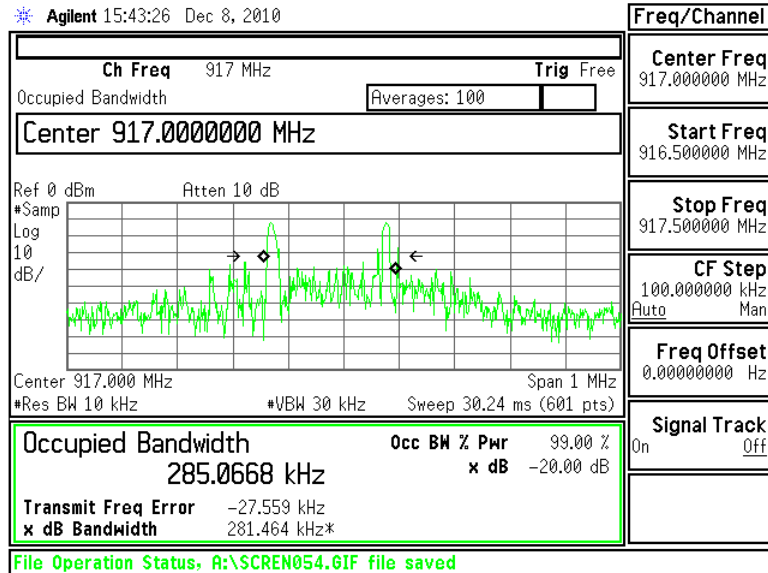 Agilent 15:43:26 Dec 8, 2010
Ch Freq 917 MHz Trig Free
Occupied Bandwidth Averages: 100
Center 917.0000000 MHz
Ref 0 dBm Atten 10 dB
#Samp
Log
10
dB/
Center 917.000 MHz Span 1 MHz
#Res BW 10 kHz #VBW 30 kHz Sweep 30.24 ms (601 pts)
Occupied Bandwidth
285.0668 kHz
Occ BW % Pwr 99.00 %
x dB -20.00 dB
Transmit Freq Error -27.559 kHz
x dB Bandwidth 281.464 kHz*
File Operation Status, A:\SCREN054.GIF file saved
Freq/Channel
Center Freq
917.000000 MHz
Start Freq
916.500000 MHz
Stop Freq
917.500000 MHz
CF Step
100.000000 kHz
Auto Man
Freq Offset
0.00000000 Hz
Signal Track
On Off